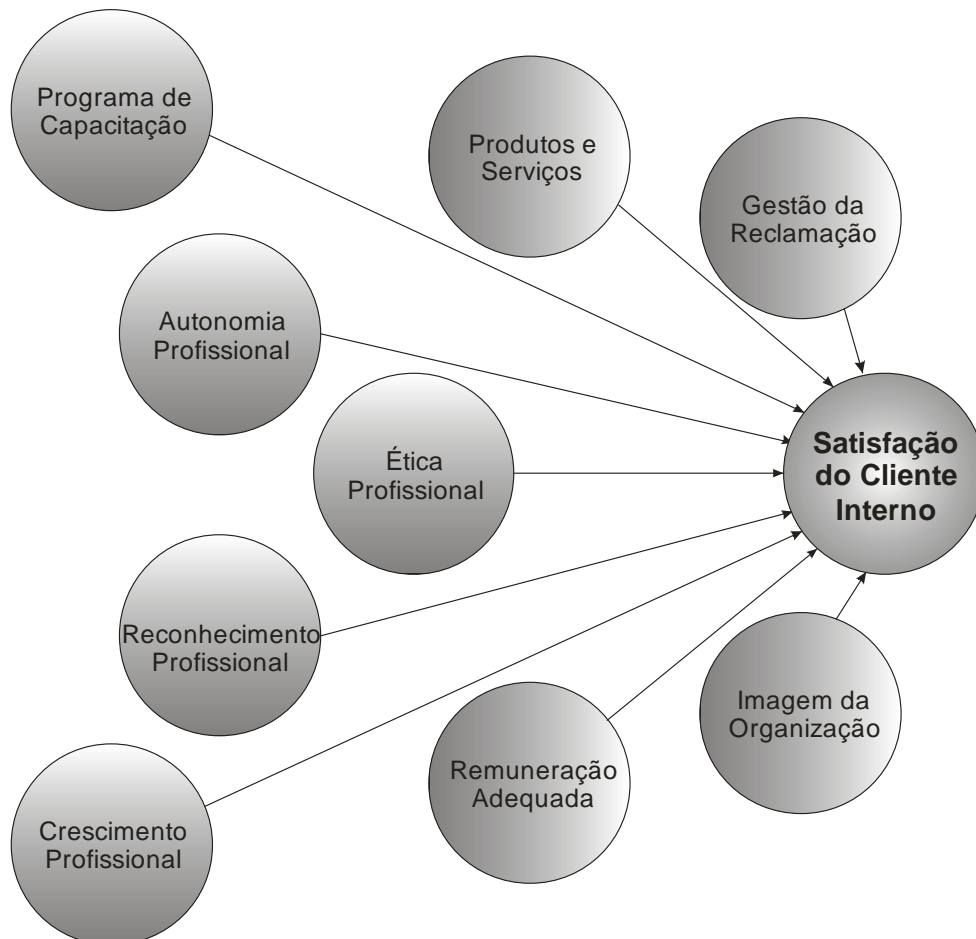 Programa de
Capacitação
Produtos e
Serviços
Gestão da
Reclamação
Autonomia
Profissional
Ética
Profissional
Satisfação
do Cliente
Interno
Reconhecimento
Profissional
Imagem da
Organização
Remuneração
Adequada
Crescimento
Profissional